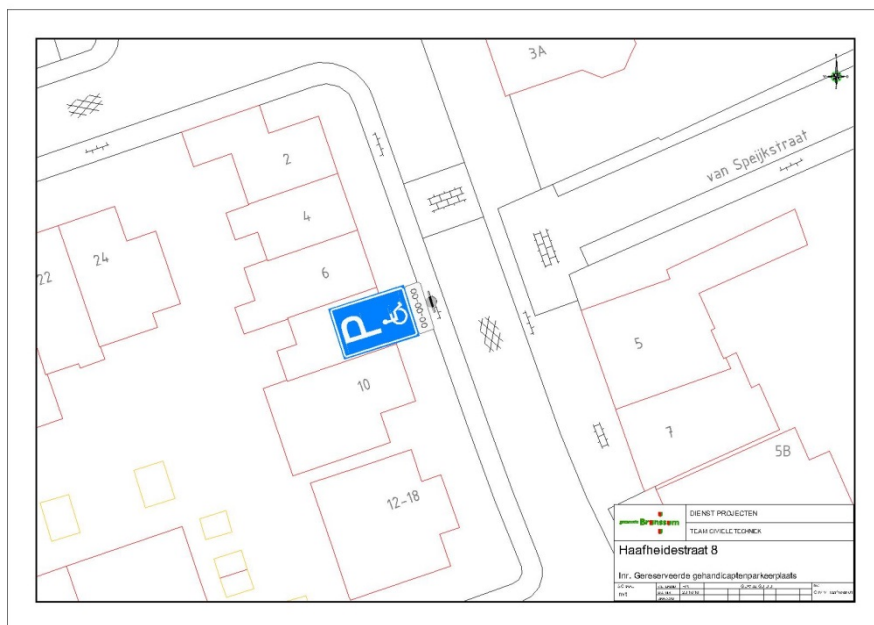 3A
van Speijkstraat
2
4
22
24
6
P
00-00-00
5
10
7
5B
12-18
gemeente Brunssum
DIENST PROJECTEN
TEAM CIVIELE TECHNIEK
Haafheidestraat 8
Inr. Gereserveerde gehandicaptenparkeerplaats